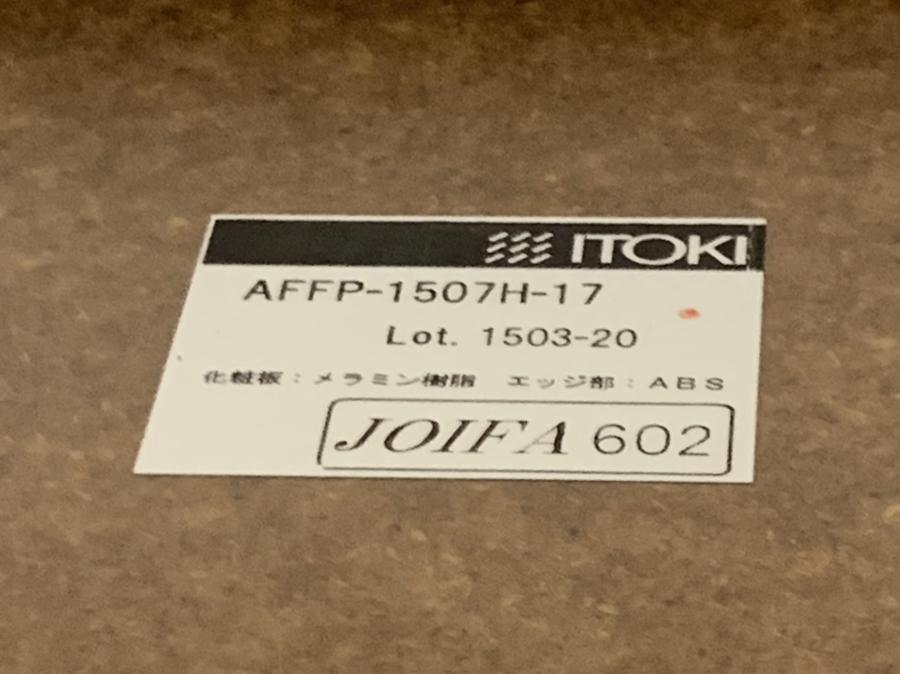 ITOKI
AFFP-1507H-17
Lot. 1503-20
化粧板：メラミン樹脂　エッジ部：ABS
JOIFA 602